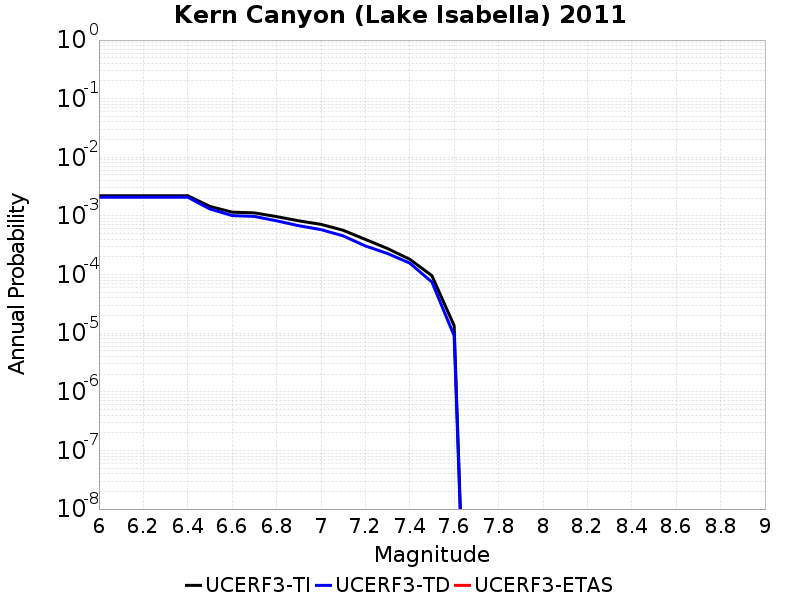 Kern Canyon (Lake Isabella) 2011
10^0
10^-1
10^-2
10^-3
10^-4
10^-5
10^-6
10^-7
10^-8
Annual Probability
6 6.2 6.4 6.6 6.8 7 7.2 7.4 7.6 7.8 8 8.2 8.4 8.6 8.8 9
Magnitude
UCERF3-TI UCERF3-TD UCERF3-ETAS